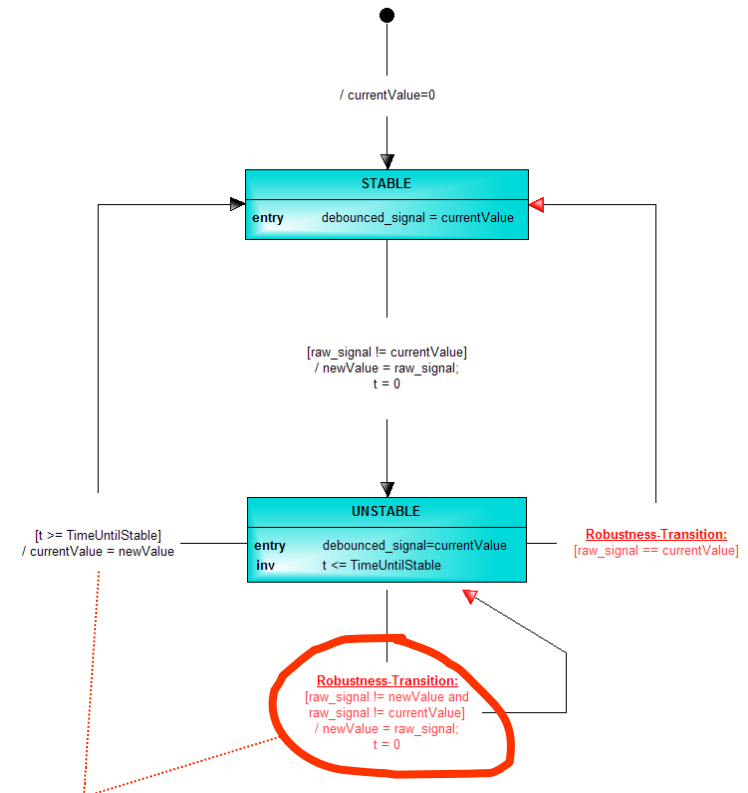 / currentValue=0
STABLE
entry debounced_signal = currentValue
[raw_signal != currentValue]
/ newValue = raw_signal;
t = 0
UNSTABLE
entry debounced_signal=currentValue
inv t <= TimeUntilStable
[t >= TimeUntilStable]
/ currentValue = newValue
Robustness-Transition:
[raw_signal == currentValue]
Robustness-Transition:
[raw_signal != newValue and
raw_signal != currentValue]
/ newValue = raw_signal;
t = 0